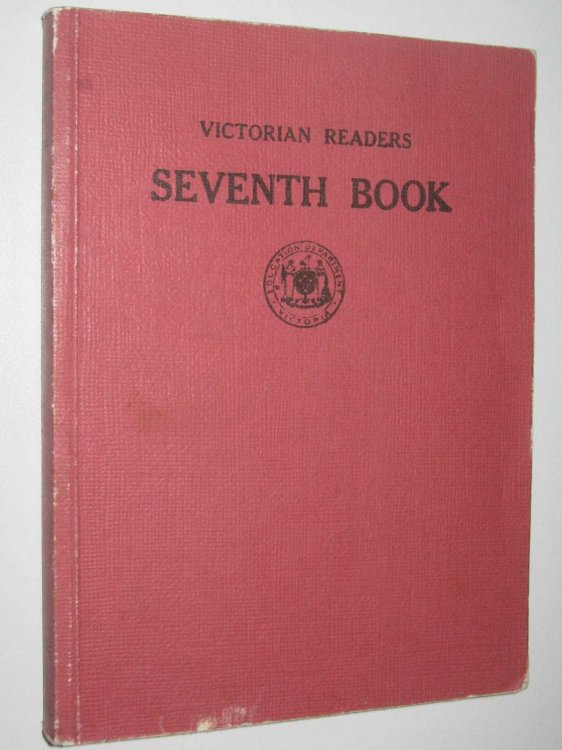 VICTORIAN READERS
SEVENTH BOOK
EDUCATION DEPARTMENT
VICTORIA